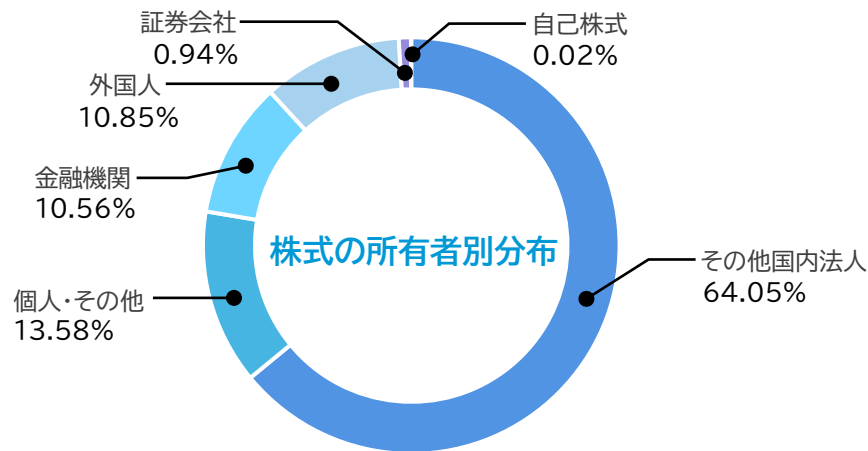 証券会社
0.94%
自己株式
0.02%
外国人
10.85%
金融機関
10.56%
株式の所有者別分布
その他国内法人
64.05%
個人・その他
13.58%